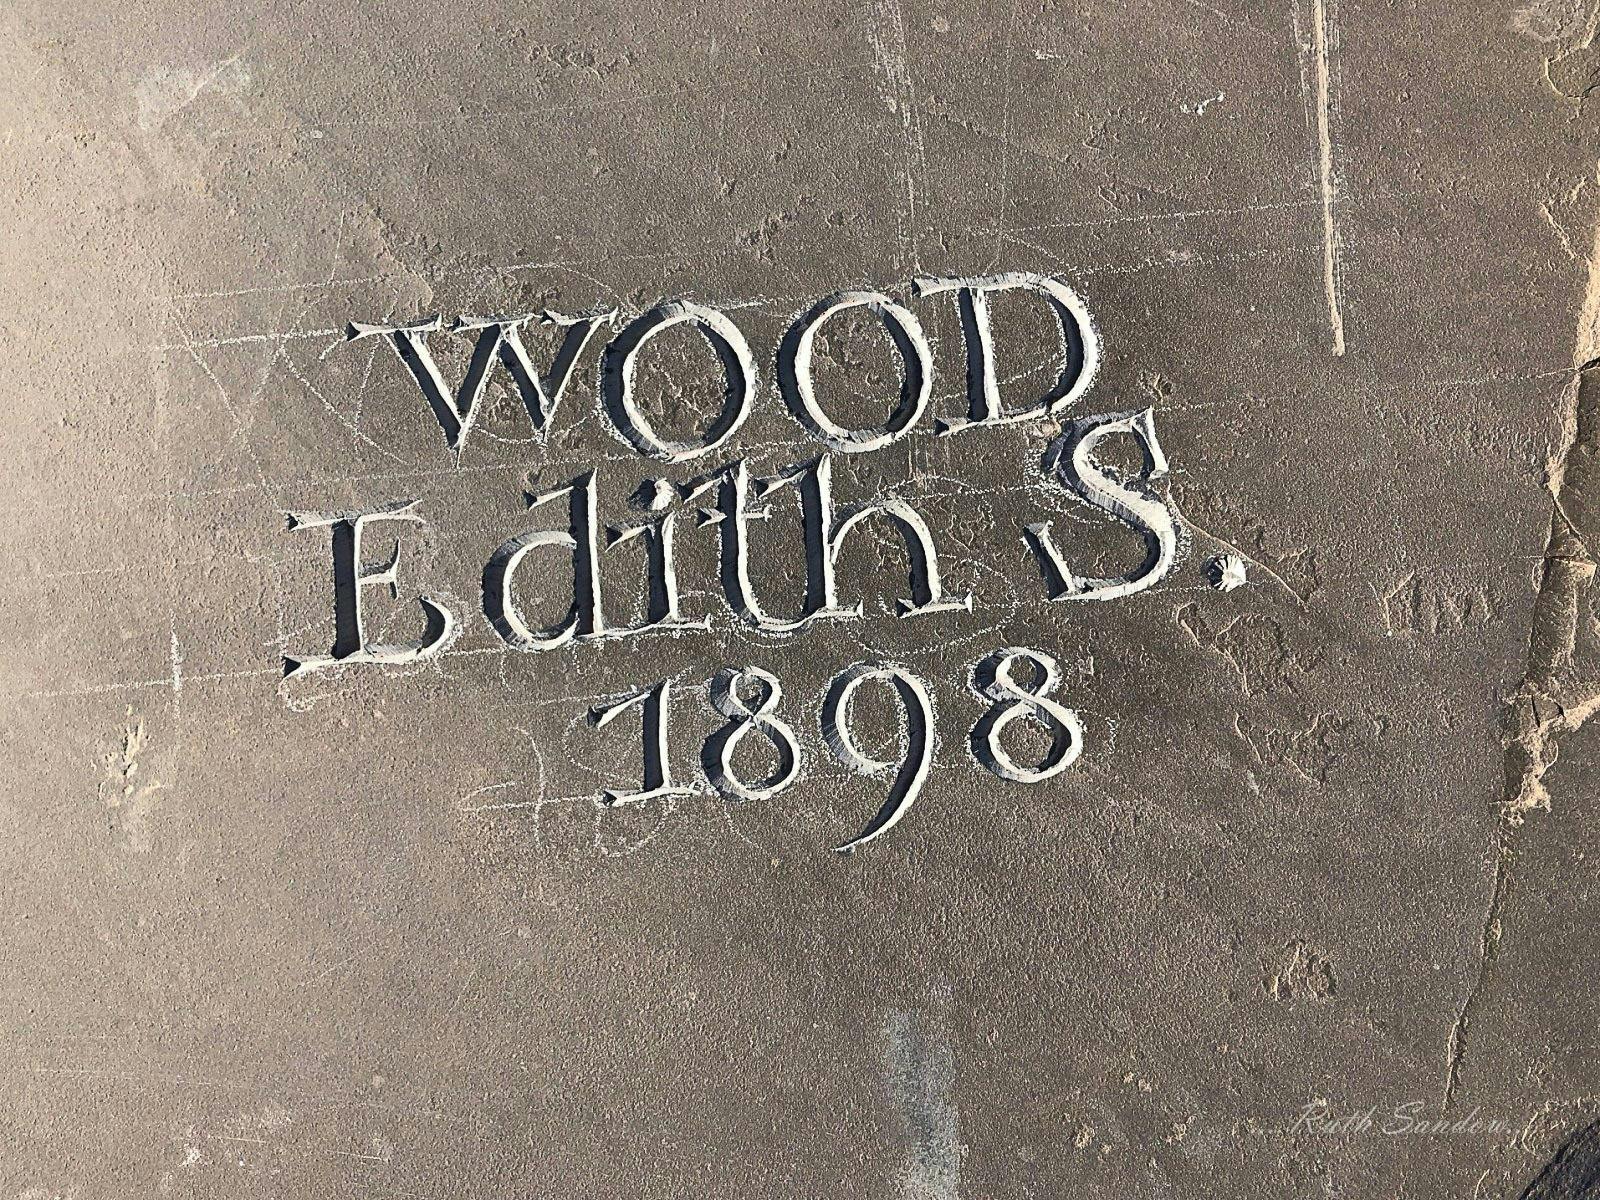 WOOD
Edith S.
1898
Ruth Sandow